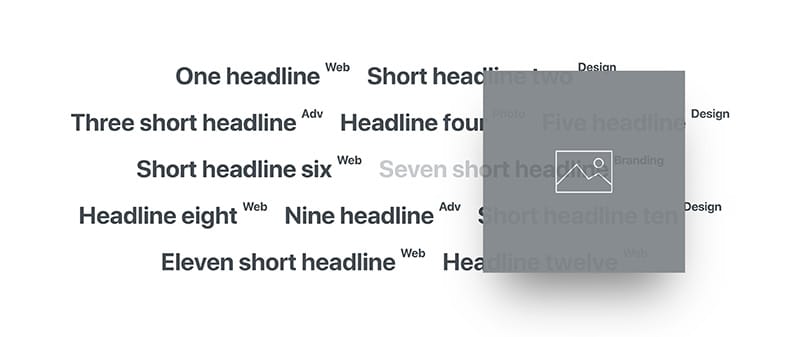 One headline Web Short headline two Design
Three short headline Adv Headline four Photo Five headline Design
Short headline six Web Seven short headline Branding
Headline eight Web Nine headline Adv Short headline ten Design
Eleven short headline Web Headline twelve Web